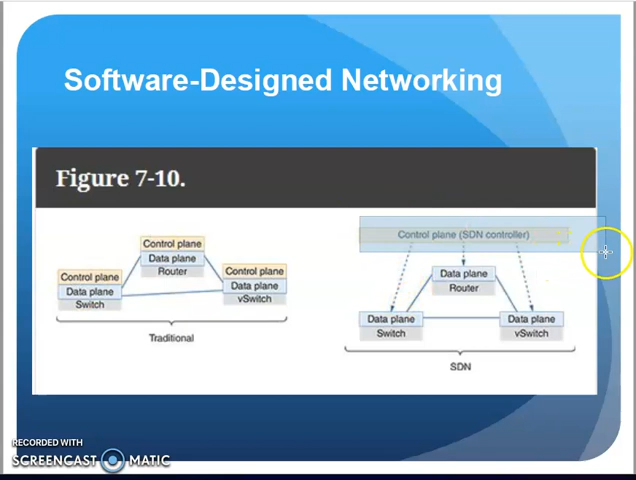 Software-Designed Networking
Figure 7-10.
Control plane
Data plane
Router
Control plane
Data plane
Switch
Control plane
Data plane
vSwitch
Traditional
Control plane (SDN controller)
Data plane
Router
Data plane
Switch
Data plane
vSwitch
SDN
RECORDED WITH
SCREENCAST MATIC